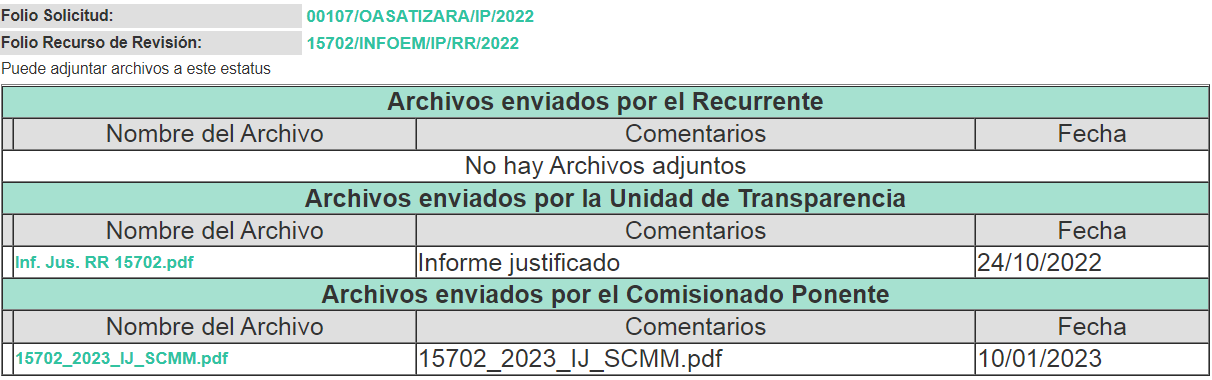 Folio Solicitud: 00107/OASATIZARA/IP/2022
Folio Recurso de Revisión: 15702/INFOEM/IP/RR/2022
Puede adjuntar archivos a este estatus
Archivos enviados por el Recurrente
Nombre del Archivo Comentarios Fecha
No hay Archivos adjuntos
Archivos enviados por la Unidad de Transparencia
Nombre del Archivo Comentarios Fecha
Inf. Jus. RR 15702.pdf Informe justificado 24/10/2022
Archivos enviados por el Comisionado Ponente
Nombre del Archivo Comentarios Fecha
15702_2023_IJ_SCMM.pdf 15702_2023_IJ_SCMM.pdf 10/01/2023